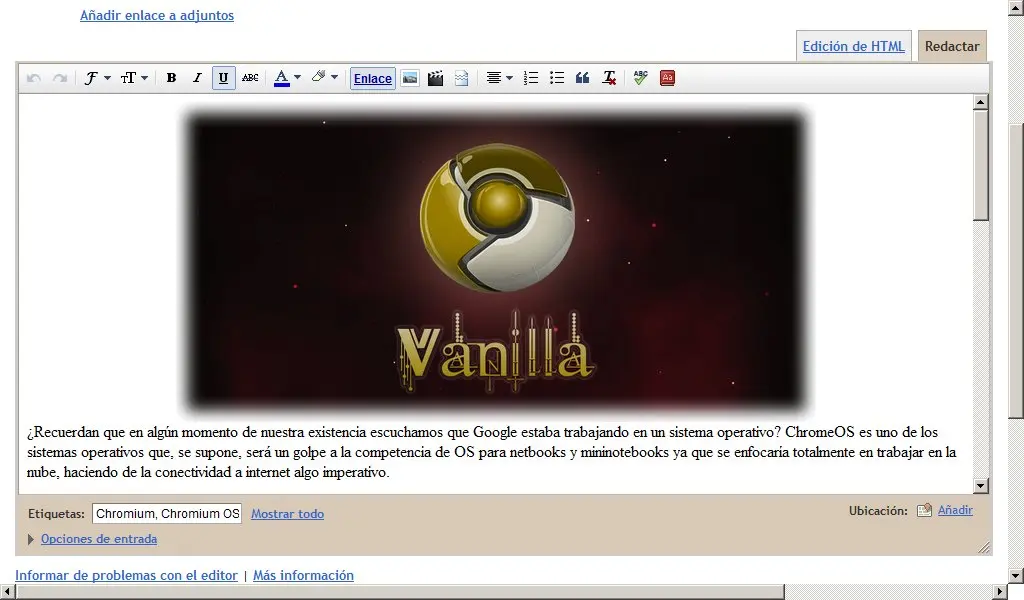 Añadir enlace a adjuntos
Edición de HTML Redactar
B I U ABC A Enlace ABC Aa
Vanilla
¿Recuerdan que en algún momento de nuestra existencia escuchamos que Google estaba trabajando en un sistema operativo? ChromeOS es uno de los
sistemas operativos que, se supone, será un golpe a la competencia de OS para netbooks y mininotebooks ya que se enfocaria totalmente en trabajar en la
nube, haciendo de la conectividad a internet algo imperativo.
Etiquetas: Chromium, Chromium OS Mostrar todo Ubicación: Añadir
Opciones de entrada
Informar de problemas con el editor | Más información